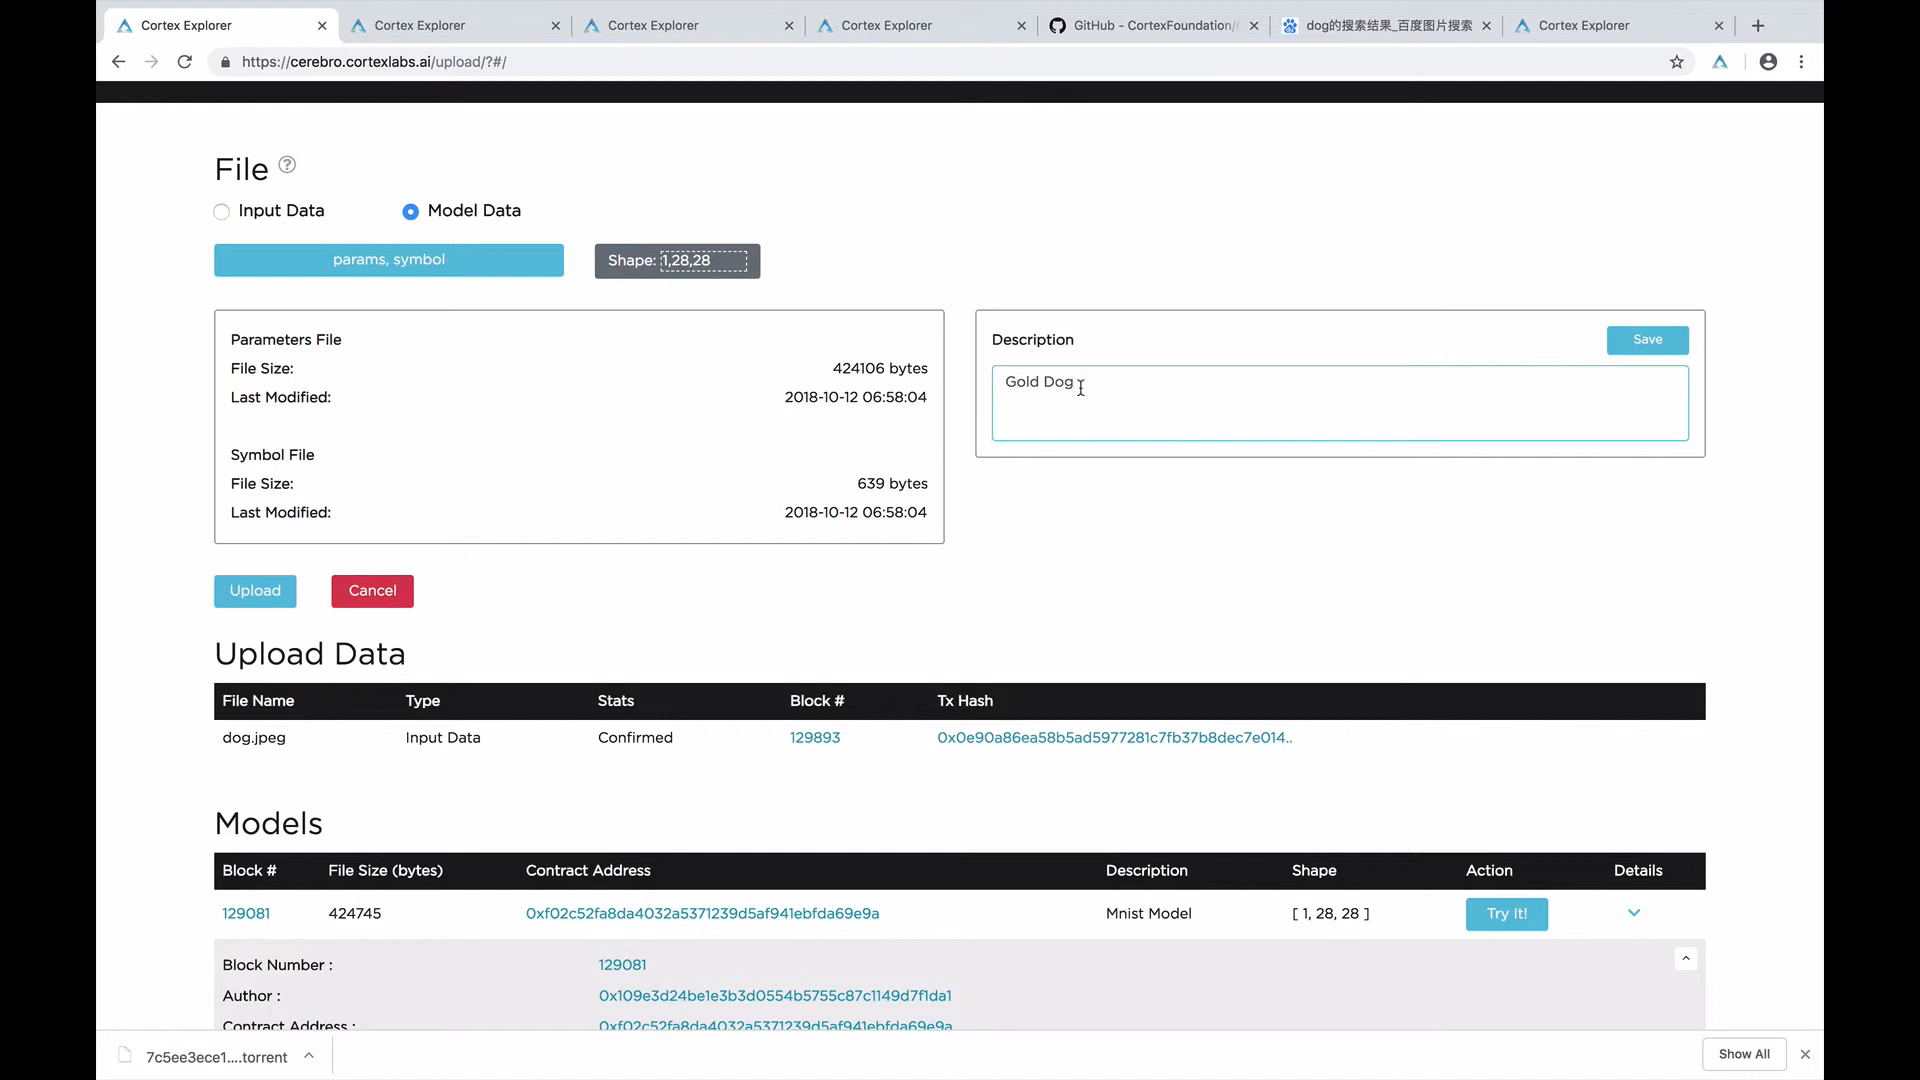 Cortex Explorer
Cortex Explorer
Cortex Explorer
Cortex Explorer
GitHub - CortexFoundation/
dog的搜索结果_百度图片搜索
Cortex Explorer
https://cerebro.cortexlabs.ai/upload/?#/
File ?
Input Data
Model Data
params, symbol
Shape: 1,28,28
Parameters File
File Size: 424106 bytes
Last Modified: 2018-10-12 06:58:04
Symbol File
File Size: 639 bytes
Last Modified: 2018-10-12 06:58:04
Description
Save
Gold Dog
Upload
Cancel
Upload Data
File Name Type Stats Block # Tx Hash
dog.jpeg Input Data Confirmed 129893 0x0e90a86ea58b5ad5977281c7fb37b8dec7e014..
Models
Block # File Size (bytes) Contract Address Description Shape Action Details
129081 424745 0xf02c52fa8da4032a5371239d5af941ebfda69e9a Mnist Model [ 1, 28, 28 ] Try It!
Block Number : 129081
Author : 0x109e3d24be1e3b3d0554b5755c87c1149d7f1da1
Contract Address : 0xf02c52fa8da4032a5371239d5af941ebfda69e9a
7c5ee3ece1....torrent
Show All